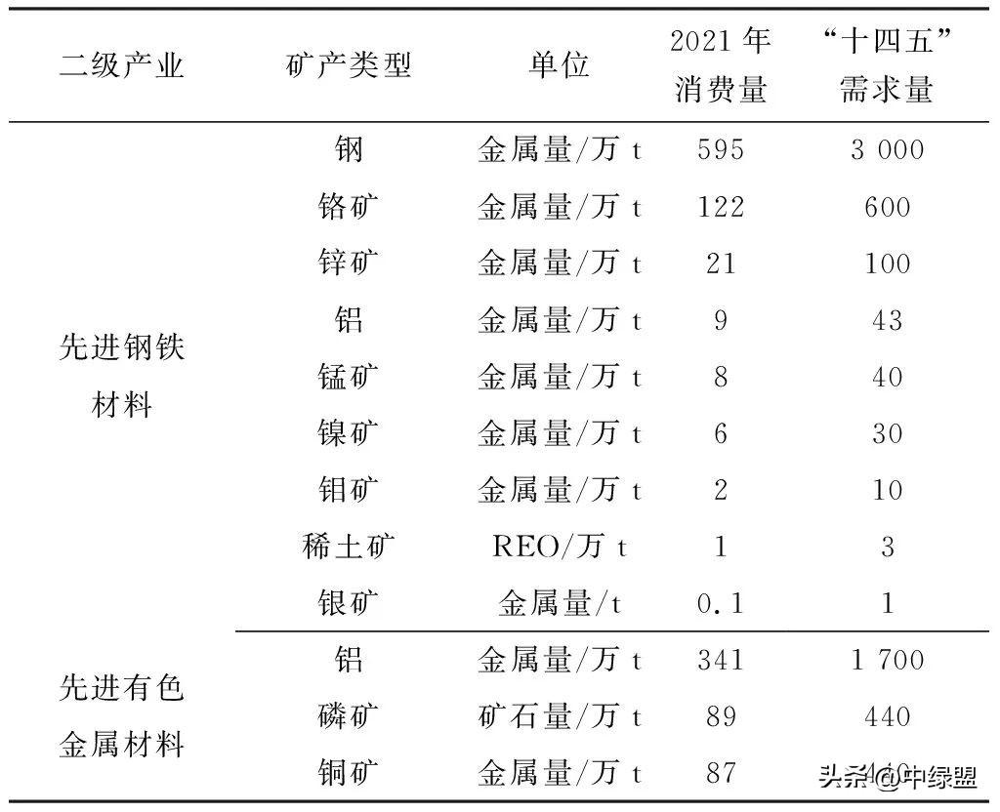 二级产业 矿产类型 单位 2021年消费量 “十四五”需求量
先进钢铁材料
钢 金属量/万 t 595 3 000
铬矿 金属量/万 t 122 600
锌矿 金属量/万 t 21 100
铝 金属量/万 t 9 43
锰矿 金属量/万 t 8 40
镍矿 金属量/万 t 6 30
钼矿 金属量/万 t 2 10
稀土矿 REO/万 t 1 3
银矿 金属量/t 0.1 1
先进有色金属材料
铝 金属量/万 t 341 1 700
磷矿 矿石量/万 t 89 440
铜矿 金属量/万 t 87
头条@中绿盟